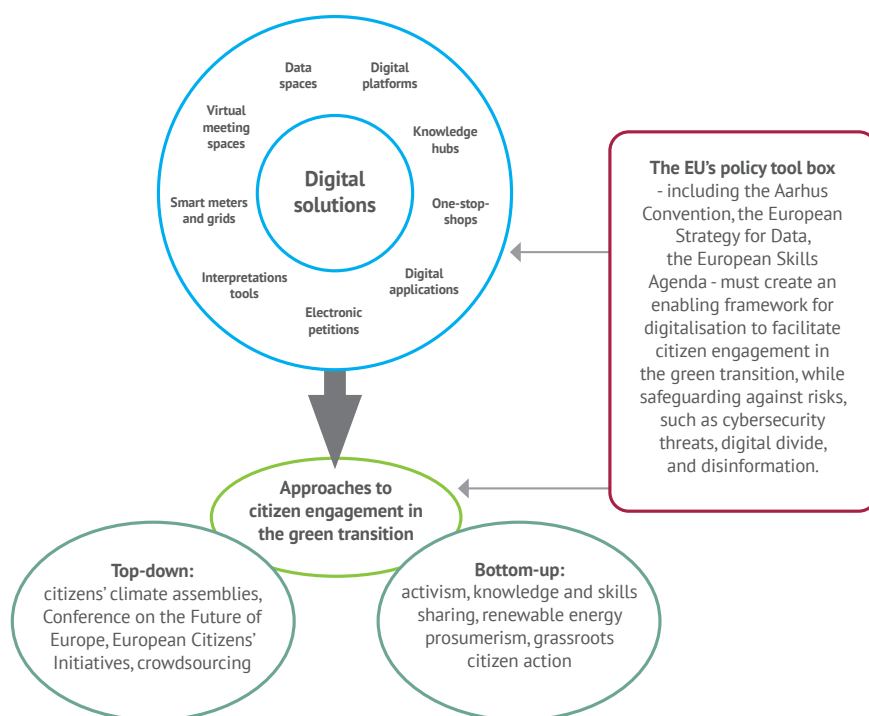 Data
spaces
Digital
platforms
Virtual
meeting
spaces
Knowledge
hubs
Digital
solutions
Smart meters
and grids
One-stop-
shops
Interpretations
tools
Digital
applications
Electronic
petitions
The EU's policy tool box
- including the Aarhus
Convention, the European
Strategy for Data,
the European Skills
Agenda - must create an
enabling framework for
digitalisation to facilitate
citizen engagement in
the green transition, while
safeguarding against risks,
such as cybersecurity
threats, digital divide,
and disinformation.
Approaches to
citizen engagement in
the green transition
Top-down:
citizens' climate assemblies,
Conference on the Future of
Europe, European Citizens'
Initiatives, crowdsourcing
Bottom-up:
activism, knowledge and skills
sharing, renewable energy
prosumerism, grassroots
citizen action